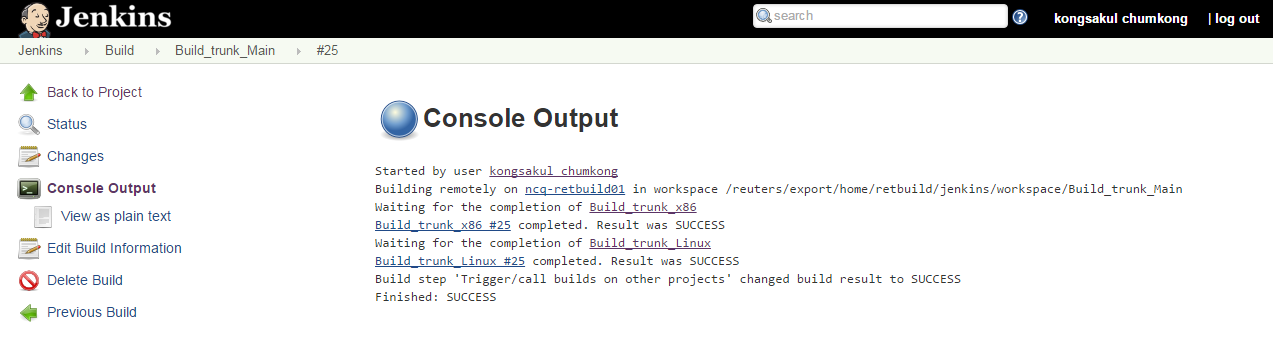 Jenkins
search
kongsakul chumkong | log out
Jenkins Build Build_trunk_Main #25
Back to Project
Status
Changes
Console Output
View as plain text
Edit Build Information
Delete Build
Previous Build
Console Output
Started by user kongsakul chumkong
Building remotely on ncq-retbuild01 in workspace /reuters/export/home/retbuild/jenkins/workspace/Build_trunk_Main
Waiting for the completion of Build_trunk_x86
Build_trunk_x86 #25 completed. Result was SUCCESS
Waiting for the completion of Build_trunk_Linux
Build_trunk_Linux #25 completed. Result was SUCCESS
Build step 'Trigger/call builds on other projects' changed build result to SUCCESS
Finished: SUCCESS